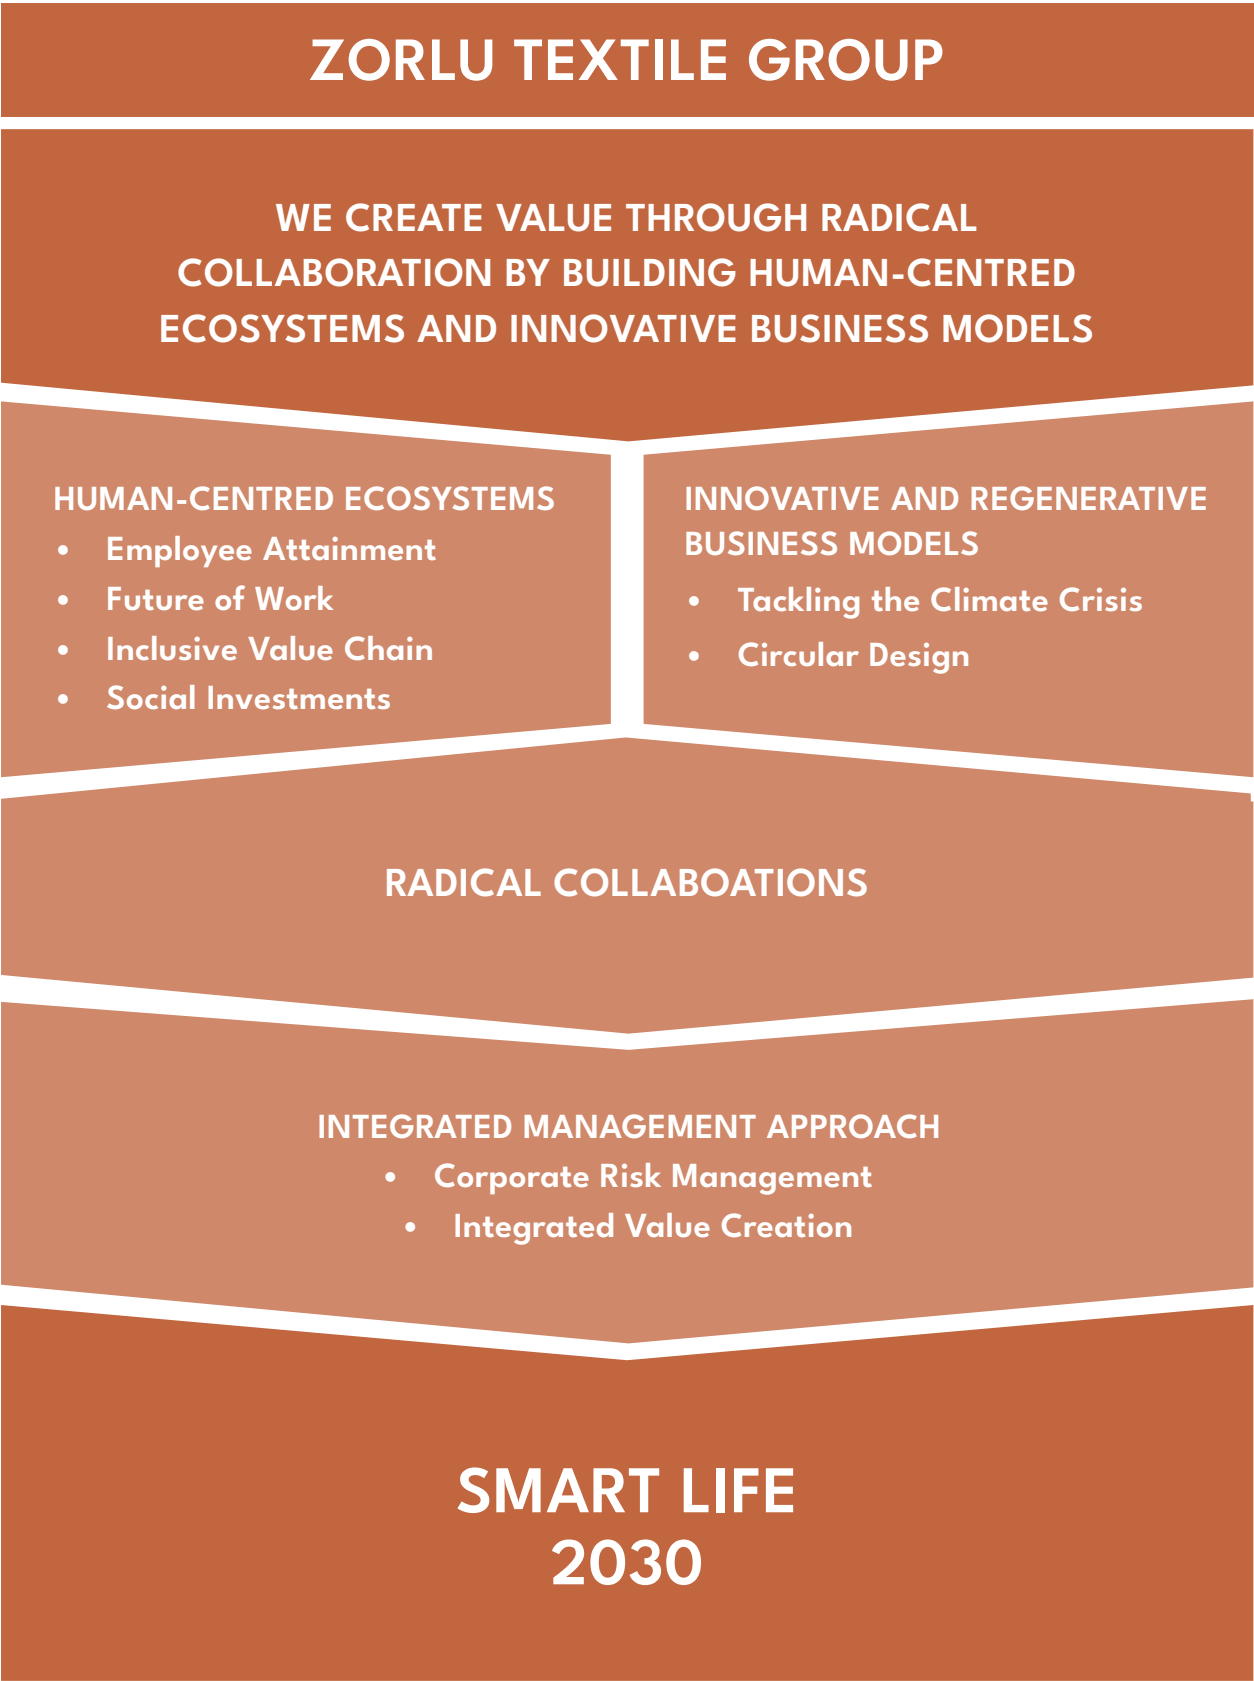 ZORLU TEXTILE GROUP
WE CREATE VALUE THROUGH RADICAL
COLLABORATION BY BUILDING HUMAN-CENTRED
ECOSYSTEMS AND INNOVATIVE BUSINESS MODELS
HUMAN-CENTRED ECOSYSTEMS
• Employee Attainment
• Future of Work
• Inclusive Value Chain
• Social Investments
INNOVATIVE AND REGENERATIVE
BUSINESS MODELS
• Tackling the Climate Crisis
• Circular Design
RADICAL COLLABOATIONS
INTEGRATED MANAGEMENT APPROACH
• Corporate Risk Management
• Integrated Value Creation
SMART LIFE
2030